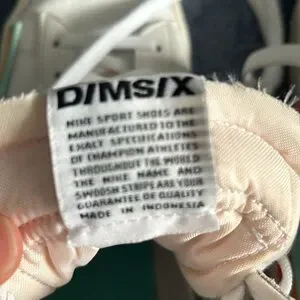 DIMSIX
NIKE SPORT SHOES ARE
MANUFACTURED TO THE
EXACT SPECIFICATIONS
OF CHAMPION ATHLETES
THROUGHOUT THE WORLD
THE NIKE NAME AND
SWOOSH STRIPE ARE YOUR
GUARANTEE OF QUALITY
MADE IN INDONESIA